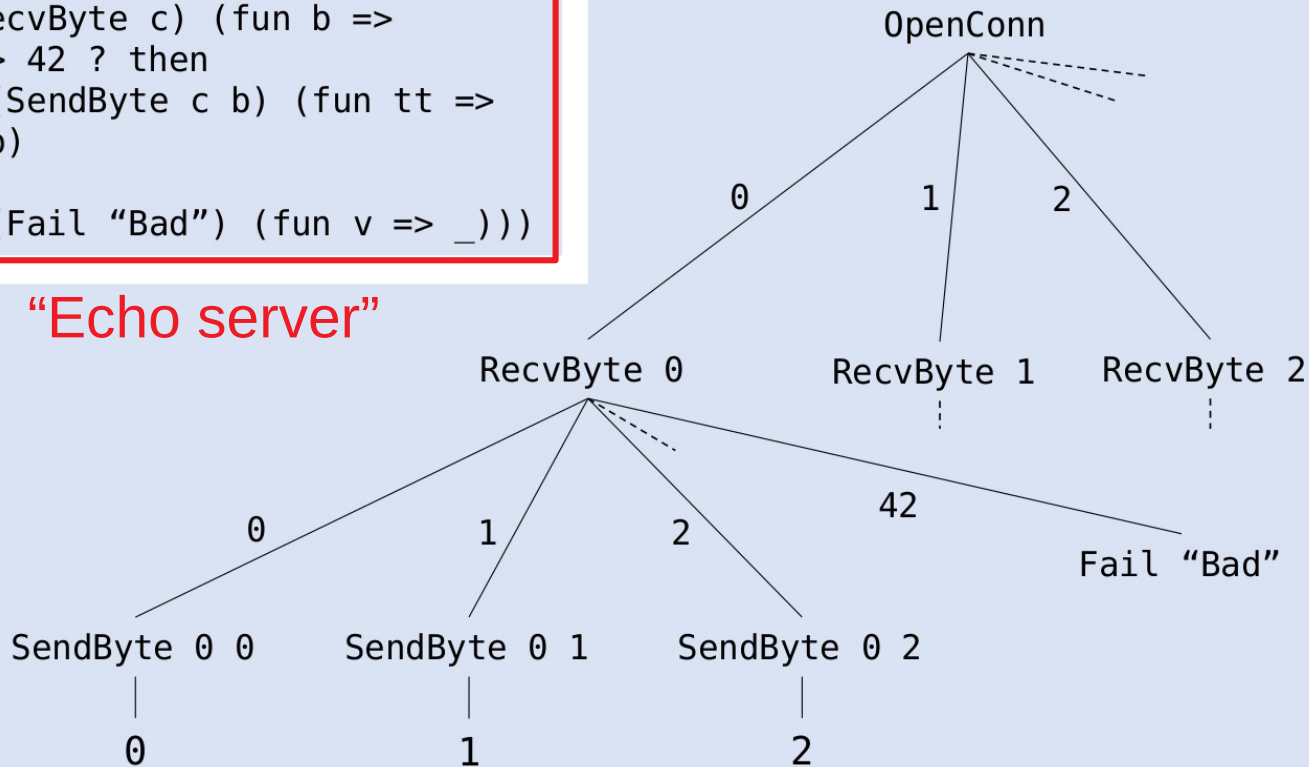 ecvByte c) (fun b =>
> 42 ? then
(SendByte c b) (fun tt =>
)
(Fail “Bad”) (fun v => _)))
“Echo server”
OpenConn
0 1 2
RecvByte 0 RecvByte 1 RecvByte 2
0 1 2 42
Fail “Bad”
SendByte 0 0 SendByte 0 1 SendByte 0 2
0 1 2